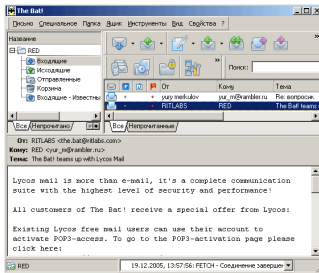 The Bat!
Письмо Специальное Папка Ящик Инструменты Вид Свойства ?
Название
RED
Входящие
Исходящие
Отправленные
Корзина
Входящие - Известны
Все Непрочитано
Поиск:
От Кому Тема
yury merkulov yur_m@rambler.ru Re: вопросик
RITLABS RED The Bat! teams
Все Непрочитанные
От: RITLABS <the.bat@ritlabs.com>
Кому: RED <yur_m@rambler.ru>
Тема: The Bat! teams up with Lycos Mail
Lycos mail is more than e-mail, it's a complete communication
suite with the highest level of security and performance!
All customers of The Bat! receive a special offer from Lycos:
Existing Lycos free mail users can use their account to
activate POP3-access. To go to the POP3-activation page please
click here:
RED
19.12.2005, 13:57:56: FETCH - Соединение завершен